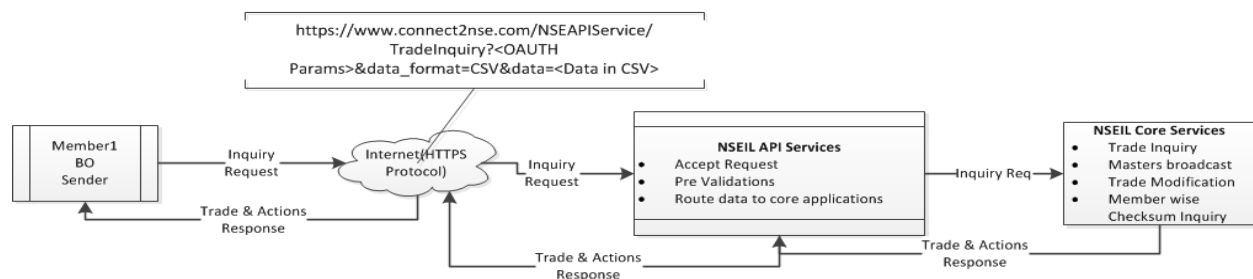 https://www.connect2nse.com/NSEAPIService/
TradeInquiry?<OAUTH
Params>&data_format=CSV&data=<Data in CSV>
Member1
BO
Sender
Inquiry
Request
Internet(HTTPS
Protocol)
Inquiry
Request
NSEIL API Services
• Accept Request
• Pre Validations
• Route data to core applications
Inquiry Req
NSEIL Core Services
• Trade Inquiry
• Masters broadcast
• Trade Modification
• Member wise
Checksum Inquiry
Trade & Actions
Response
Trade & Actions
Response
Trade & Actions
Response